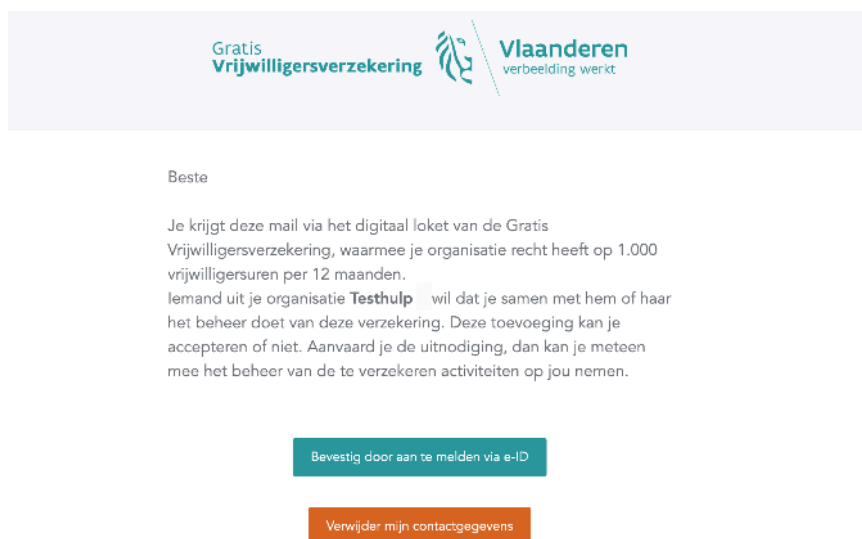 Gratis
Vrijwilligersverzekering
Vlaanderen
verbeelding werkt
Beste
Je krijgt deze mail via het digitaal loket van de Gratis
Vrijwilligersverzekering, waarmee je organisatie recht heeft op 1.000
vrijwilligersuren per 12 maanden.
Iemand uit je organisatie Testhulp wil dat je samen met hem of haar
het beheer doet van deze verzekering. Deze toevoeging kan je
accepteren of niet. Aanvaard je de uitnodiging, dan kan je meteen
mee het beheer van de te verzekeren activiteiten op jou nemen.
Bevestig door aan te melden via e-ID
Verwijder mijn contactgegevens